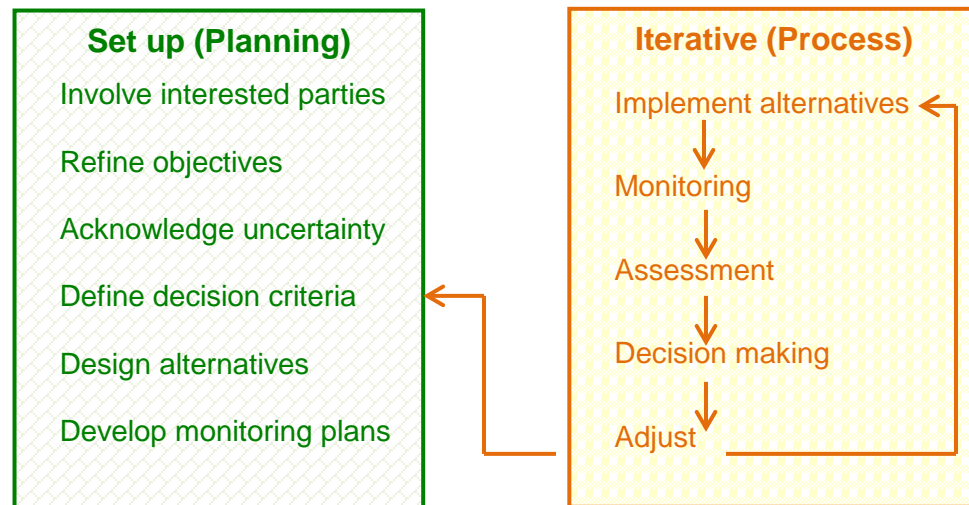 Set up (Planning)
Involve interested parties
Refine objectives
Acknowledge uncertainty
Define decision criteria
Design alternatives
Develop monitoring plans
Iterative (Process)
Implement alternatives
Monitoring
Assessment
Decision making
Adjust